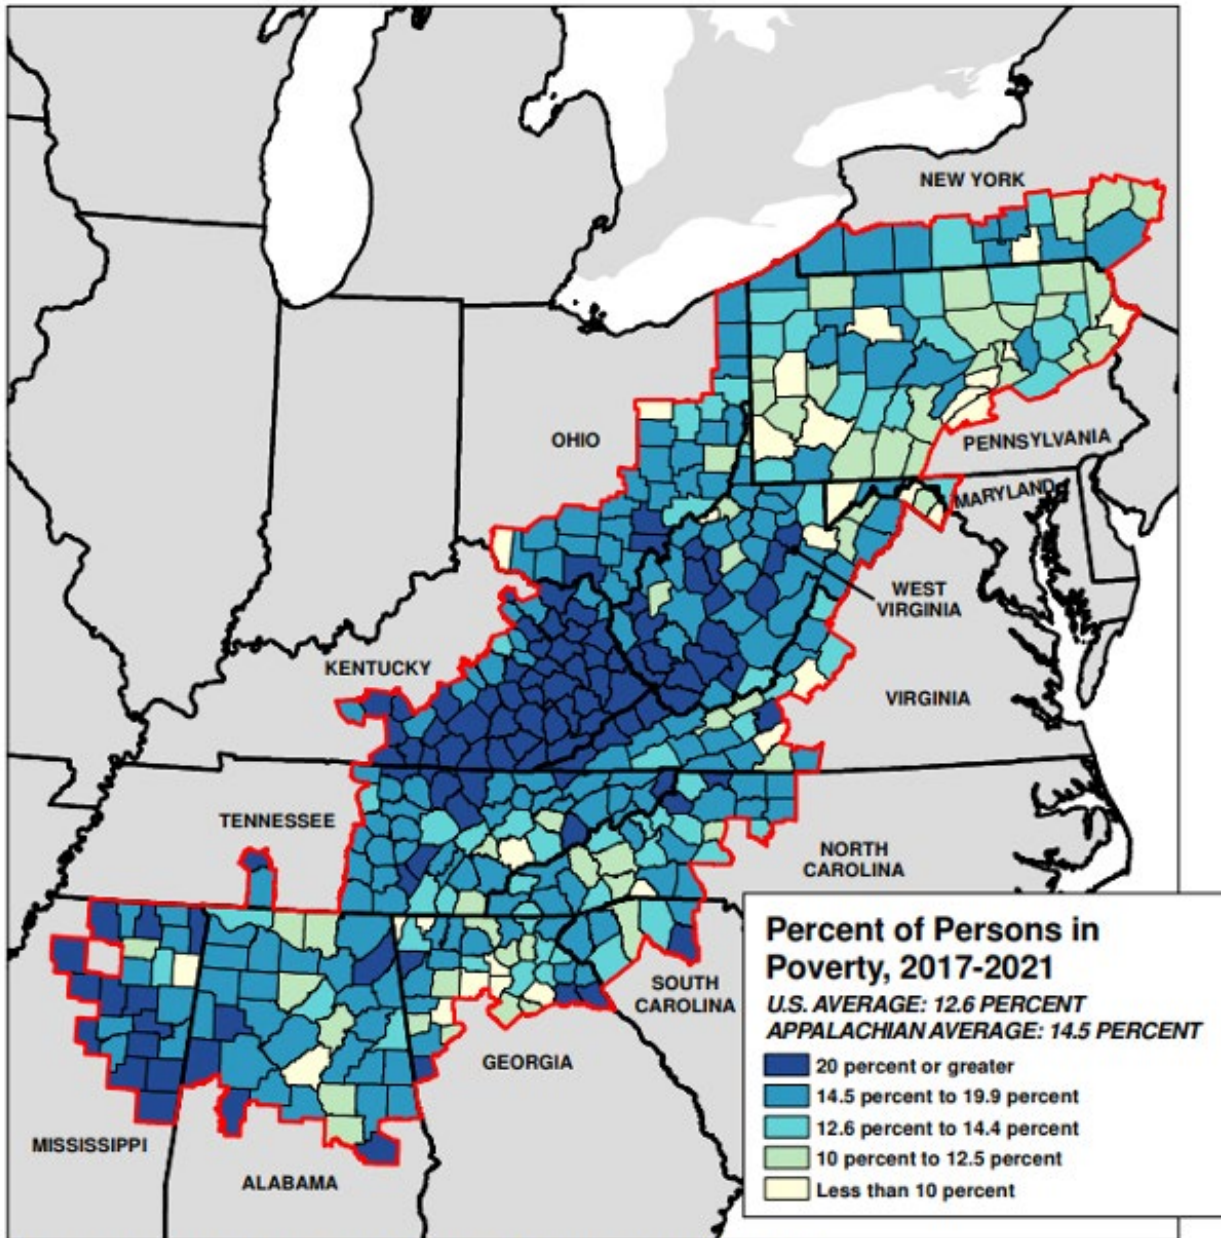 NEW YORK
OHIO
PENNSYLVANIA
MARYLAND
WEST
VIRGINIA
KENTUCKY
VIRGINIA
TENNESSEE
NORTH
CAROLINA
SOUTH
CAROLINA
GEORGIA
MISSISSIPPI
ALABAMA
Percent of Persons in
Poverty, 2017-2021
U.S. AVERAGE: 12.6 PERCENT
APPALACHIAN AVERAGE: 14.5 PERCENT
20 percent or greater
14.5 percent to 19.9 percent
12.6 percent to 14.4 percent
10 percent to 12.5 percent
Less than 10 percent